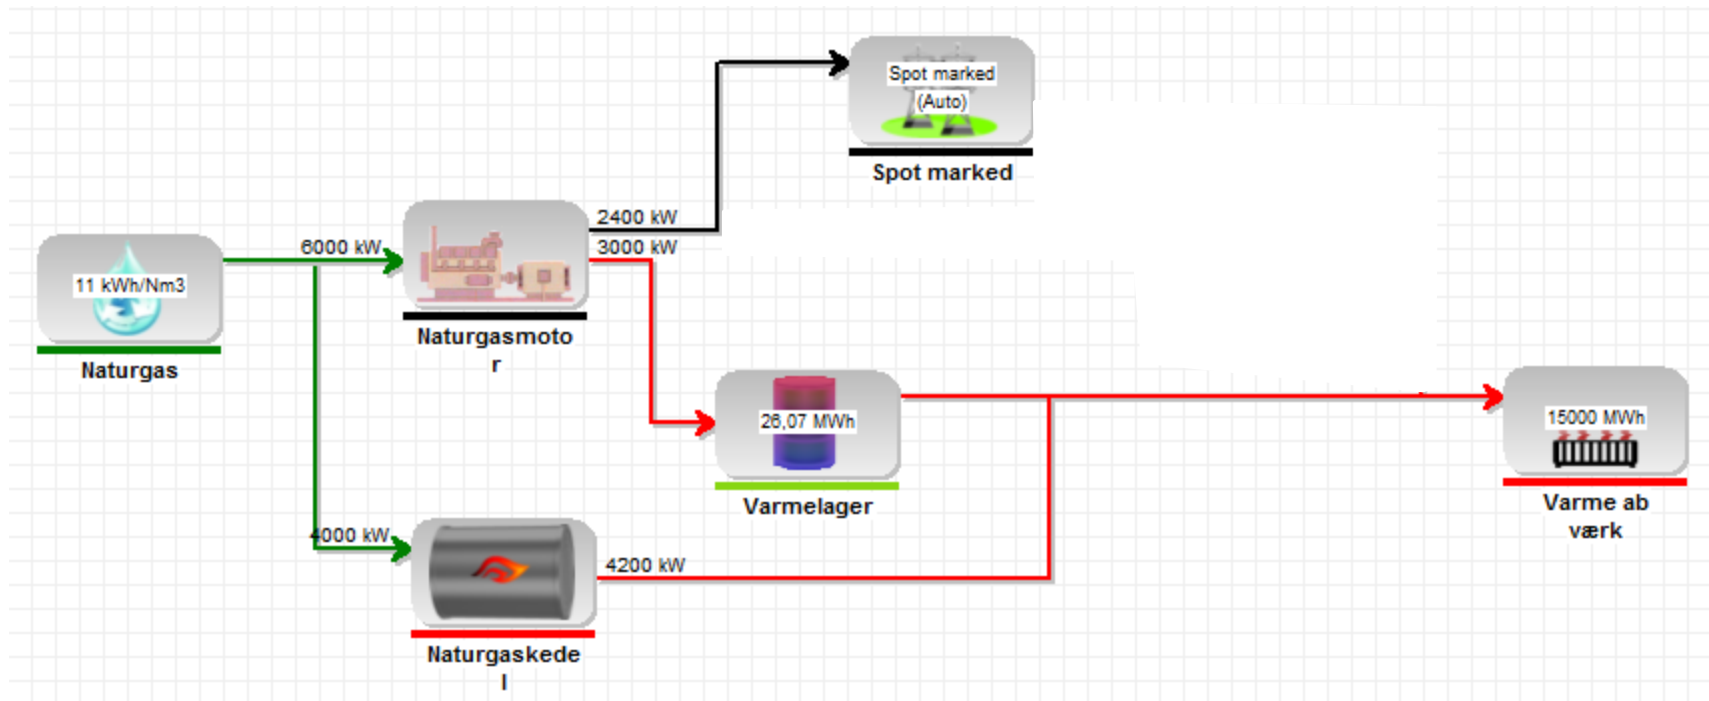 Spot marked
(Auto)
Spot marked
2400 kW
6000 kW
3000 kW
11 kWh/Nm3
Naturgas
Naturgasmoto
r
26,07 MWh
Varmelager
15000 MWh
Varme ab
værk
4000 kW
4200 kW
Naturgaskede
l